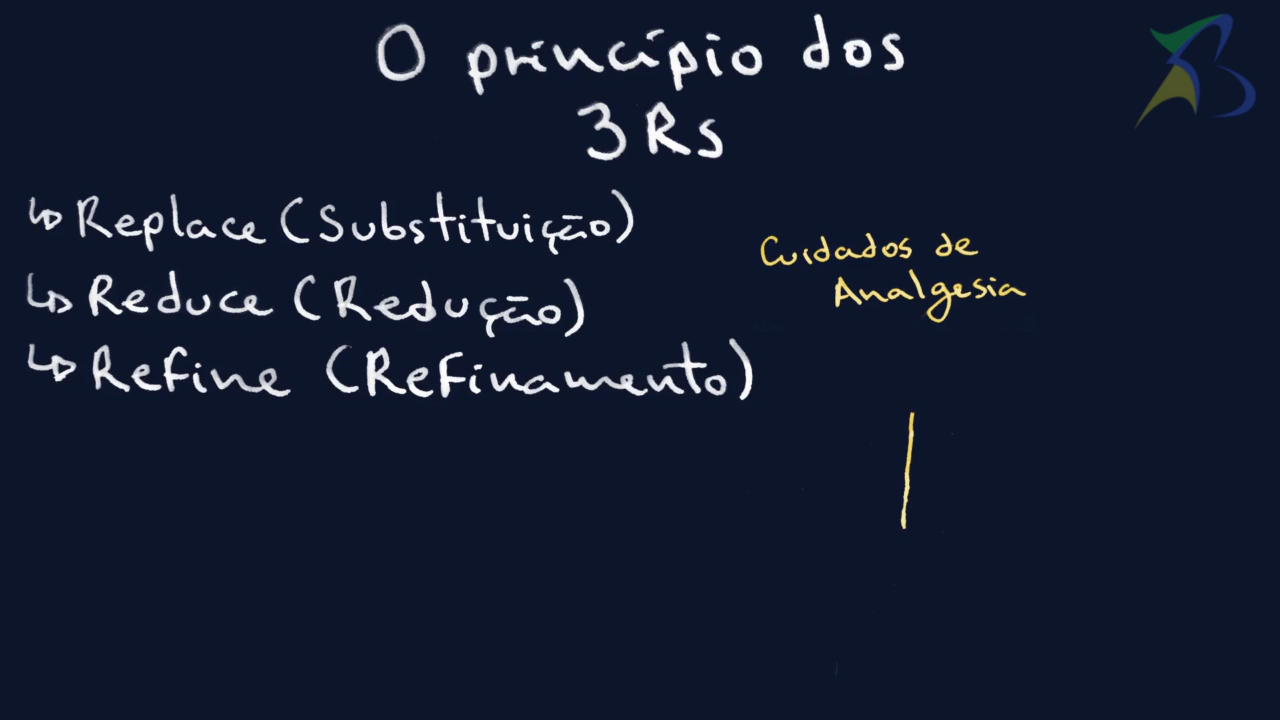 O princípio dos
3Rs
↳ Replace (Substituição)
↳ Reduce (Redução)
↳ Refine (Refinamento)
Cuidados de
Analgesia